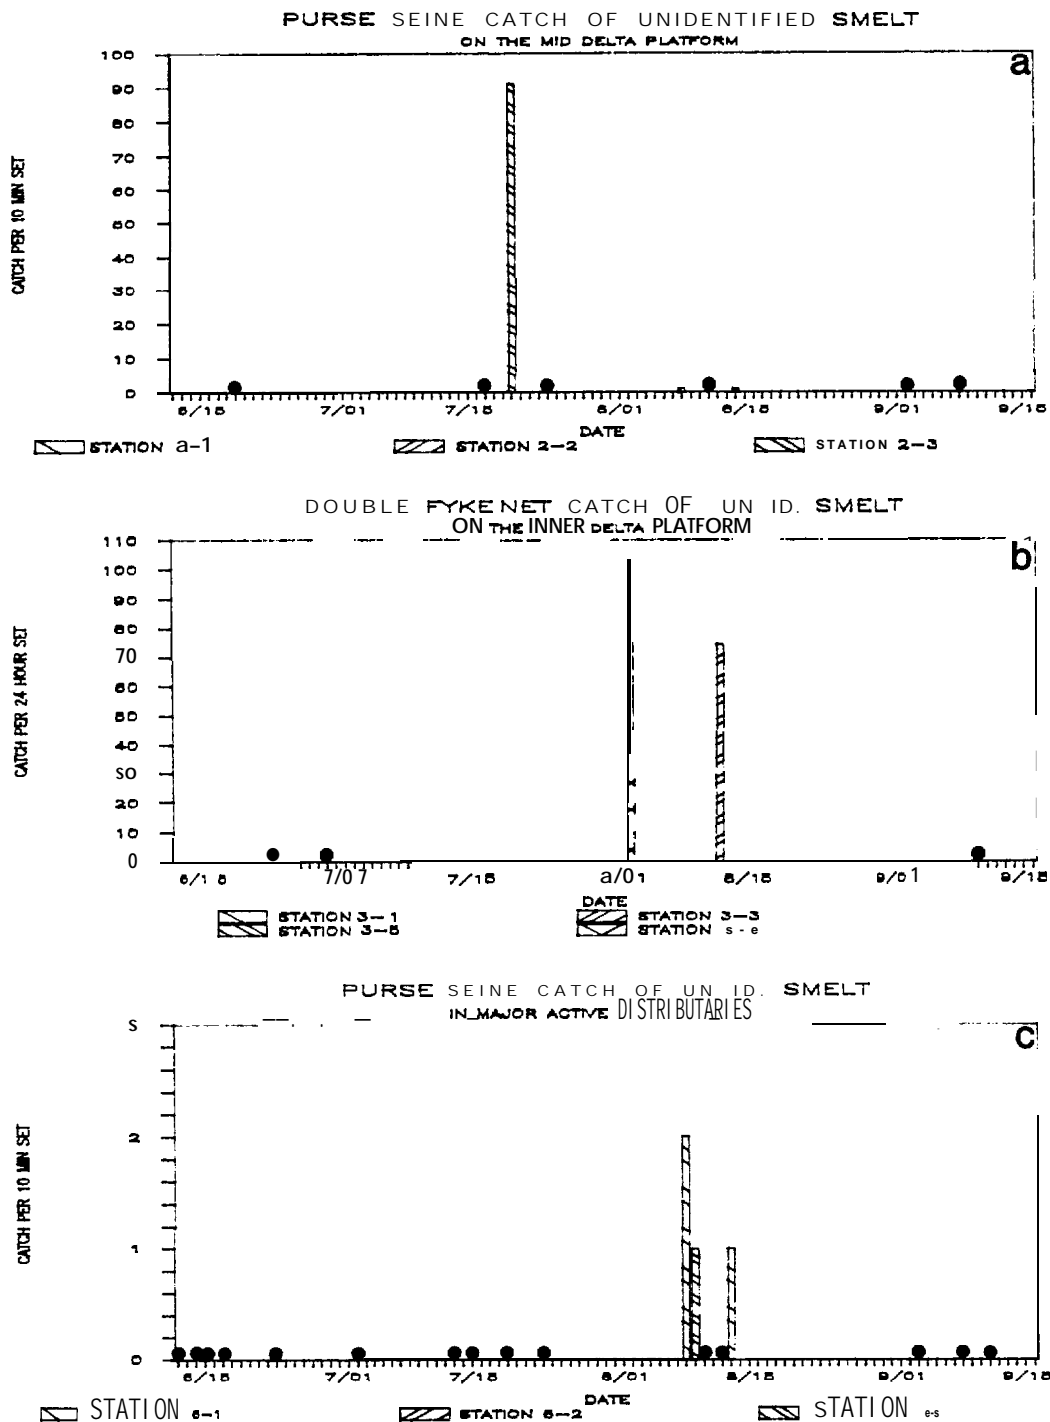 PURSE SEINE CATCH OF UNIDENTIFIED SMELT
ON THE MID DELTA PLATFORM
a
CATCH PER 10 MIN SET
100
90
80
70
60
50
40
30
20
10
0
6/15 7/01 7/15 8/01 8/15 9/01 9/15
DATE
STATION a-1 STATION 2-2 STATION 2-3
DOUBLE FYKE NET CATCH OF UN ID. SMELT
ON THE INNER DELTA PLATFORM
b
CATCH PER 24 HOUR SET
110
100
90
80
70
60
50
40
SO
20
10
0
6/15 7/07 7/15 a/01 8/15 9/01 9/15
DATE
STATION 3-1 STATION 3-3
STATION 3-5 STATION s-e
PURSE SEINE CATCH OF UN ID. SMELT
IN MAJOR ACTIVE DISTRIBUTARIES
c
CATCH PER 10 MIN SET
S
2
1
0
6/15 7/01 7/15 8/01 8/15 9/01 9/15
DATE
STATION 6-1 STATION 6-2 STATION e-s